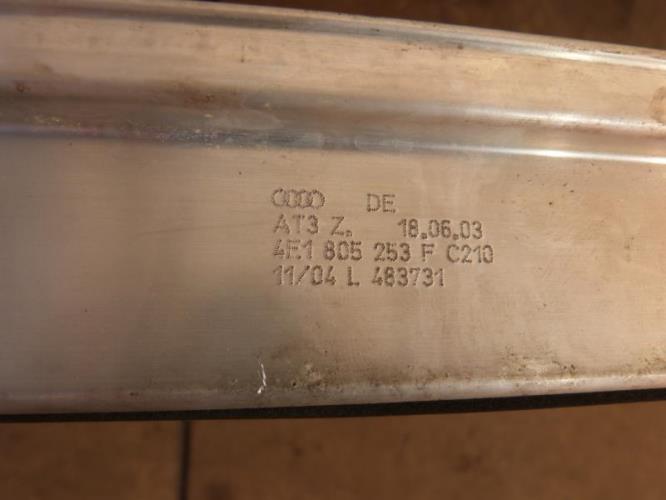 DE
AT3 Z. 18.06.03
4E1 805 253 F C210
11/04 L 483731